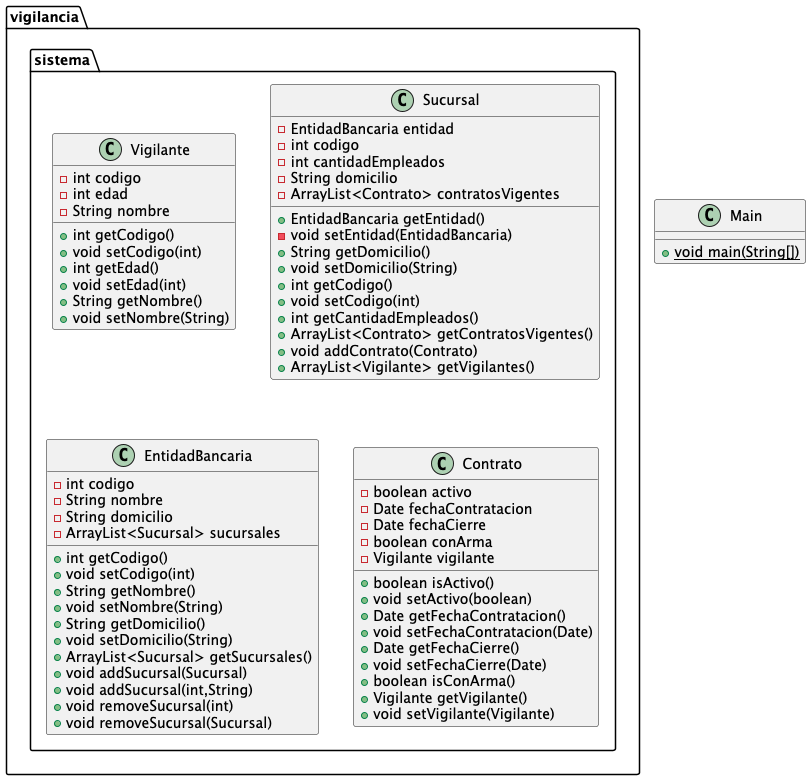 vigilancia
sistema
C Vigilante
int codigo
int edad
String nombre
int getCodigo()
void setCodigo(int)
int getEdad()
void setEdad(int)
String getNombre()
void setNombre(String)
C Sucursal
EntidadBancaria entidad
int codigo
int cantidadEmpleados
String domicilio
ArrayList<Contrato> contratosVigentes
EntidadBancaria getEntidad()
void setEntidad(EntidadBancaria)
String getDomicilio()
void setDomicilio(String)
int getCodigo()
void setCodigo(int)
int getCantidadEmpleados()
ArrayList<Contrato> getContratosVigentes()
void addContrato(Contrato)
ArrayList<Vigilante> getVigilantes()
C Main
void main(String[])
C EntidadBancaria
int codigo
String nombre
String domicilio
ArrayList<Sucursal> sucursales
int getCodigo()
void setCodigo(int)
String getNombre()
void setNombre(String)
String getDomicilio()
void setDomicilio(String)
ArrayList<Sucursal> getSucursales()
void addSucursal(Sucursal)
void addSucursal(int,String)
void removeSucursal(int)
void removeSucursal(Sucursal)
C Contrato
boolean activo
Date fechaContratacion
Date fechaCierre
boolean conArma
Vigilante vigilante
boolean isActivo()
void setActivo(boolean)
Date getFechaContratacion()
void setFechaContratacion(Date)
Date getFechaCierre()
void setFechaCierre(Date)
boolean isConArma()
Vigilante getVigilante()
void setVigilante(Vigilante)